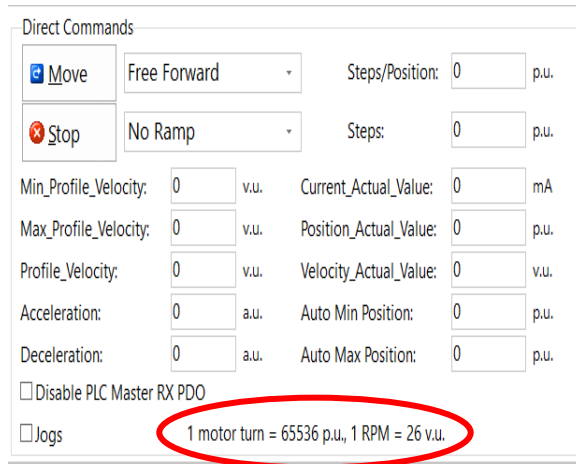 Direct Commands
Move Free Forward Steps/Position: 0 p.u.
Stop No Ramp Steps: 0 p.u.
Min_Profile_Velocity: 0 v.u. Current_Actual_Value: 0 mA
Max_Profile_Velocity: 0 v.u. Position_Actual_Value: 0 p.u.
Profile_Velocity: 0 v.u. Velocity_Actual_Value: 0 v.u.
Acceleration: 0 a.u. Auto Min Position: 0 p.u.
Deceleration: 0 a.u. Auto Max Position: 0 p.u.
Disable PLC Master RX PDO
Jogs 1 motor turn = 65536 p.u., 1 RPM = 26 v.u.